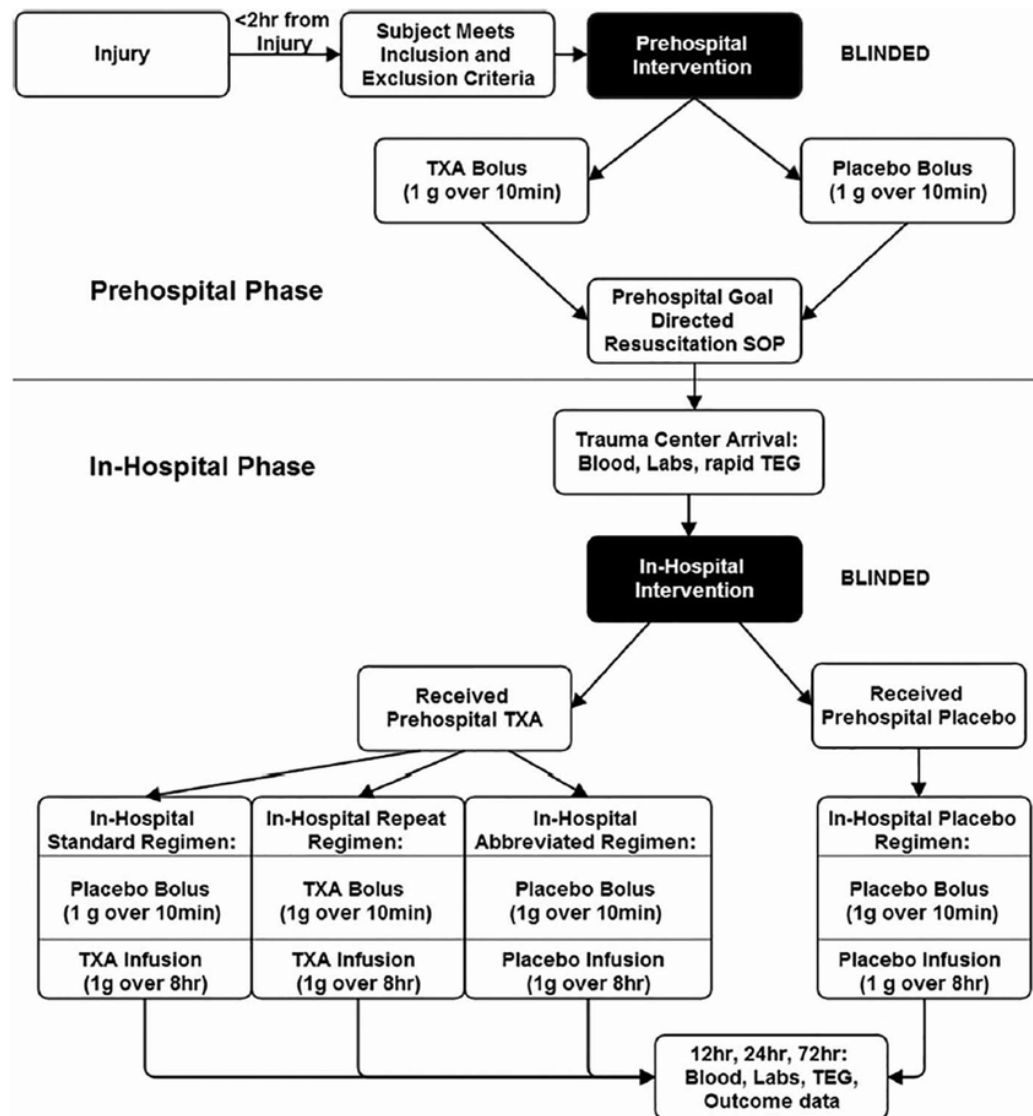 Injury
<2hr from
Injury
Subject Meets
Inclusion and
Exclusion Criteria
Prehospital
Intervention
BLINDED
TXA Bolus
(1 g over 10min)
Placebo Bolus
(1 g over 10min)
Prehospital Phase
Prehospital Goal
Directed
Resuscitation SOP
Trauma Center Arrival:
Blood, Labs, rapid TEG
In-Hospital Phase
In-Hospital
Intervention
BLINDED
Received
Prehospital TXA
Received
Prehospital Placebo
In-Hospital
Standard Regimen:
Placebo Bolus
(1 g over 10min)
TXA Infusion
(1g over 8hr)
In-Hospital Repeat
Regimen:
TXA Bolus
(1g over 10min)
TXA Infusion
(1g over 8hr)
In-Hospital
Abbreviated Regimen:
Placebo Bolus
(1g over 10min)
Placebo Infusion
(1g over 8hr)
In-Hospital Placebo
Regimen:
Placebo Bolus
(1g over 10min)
Placebo Infusion
(1 g over 8hr)
12hr, 24hr, 72hr:
Blood, Labs, TEG,
Outcome data